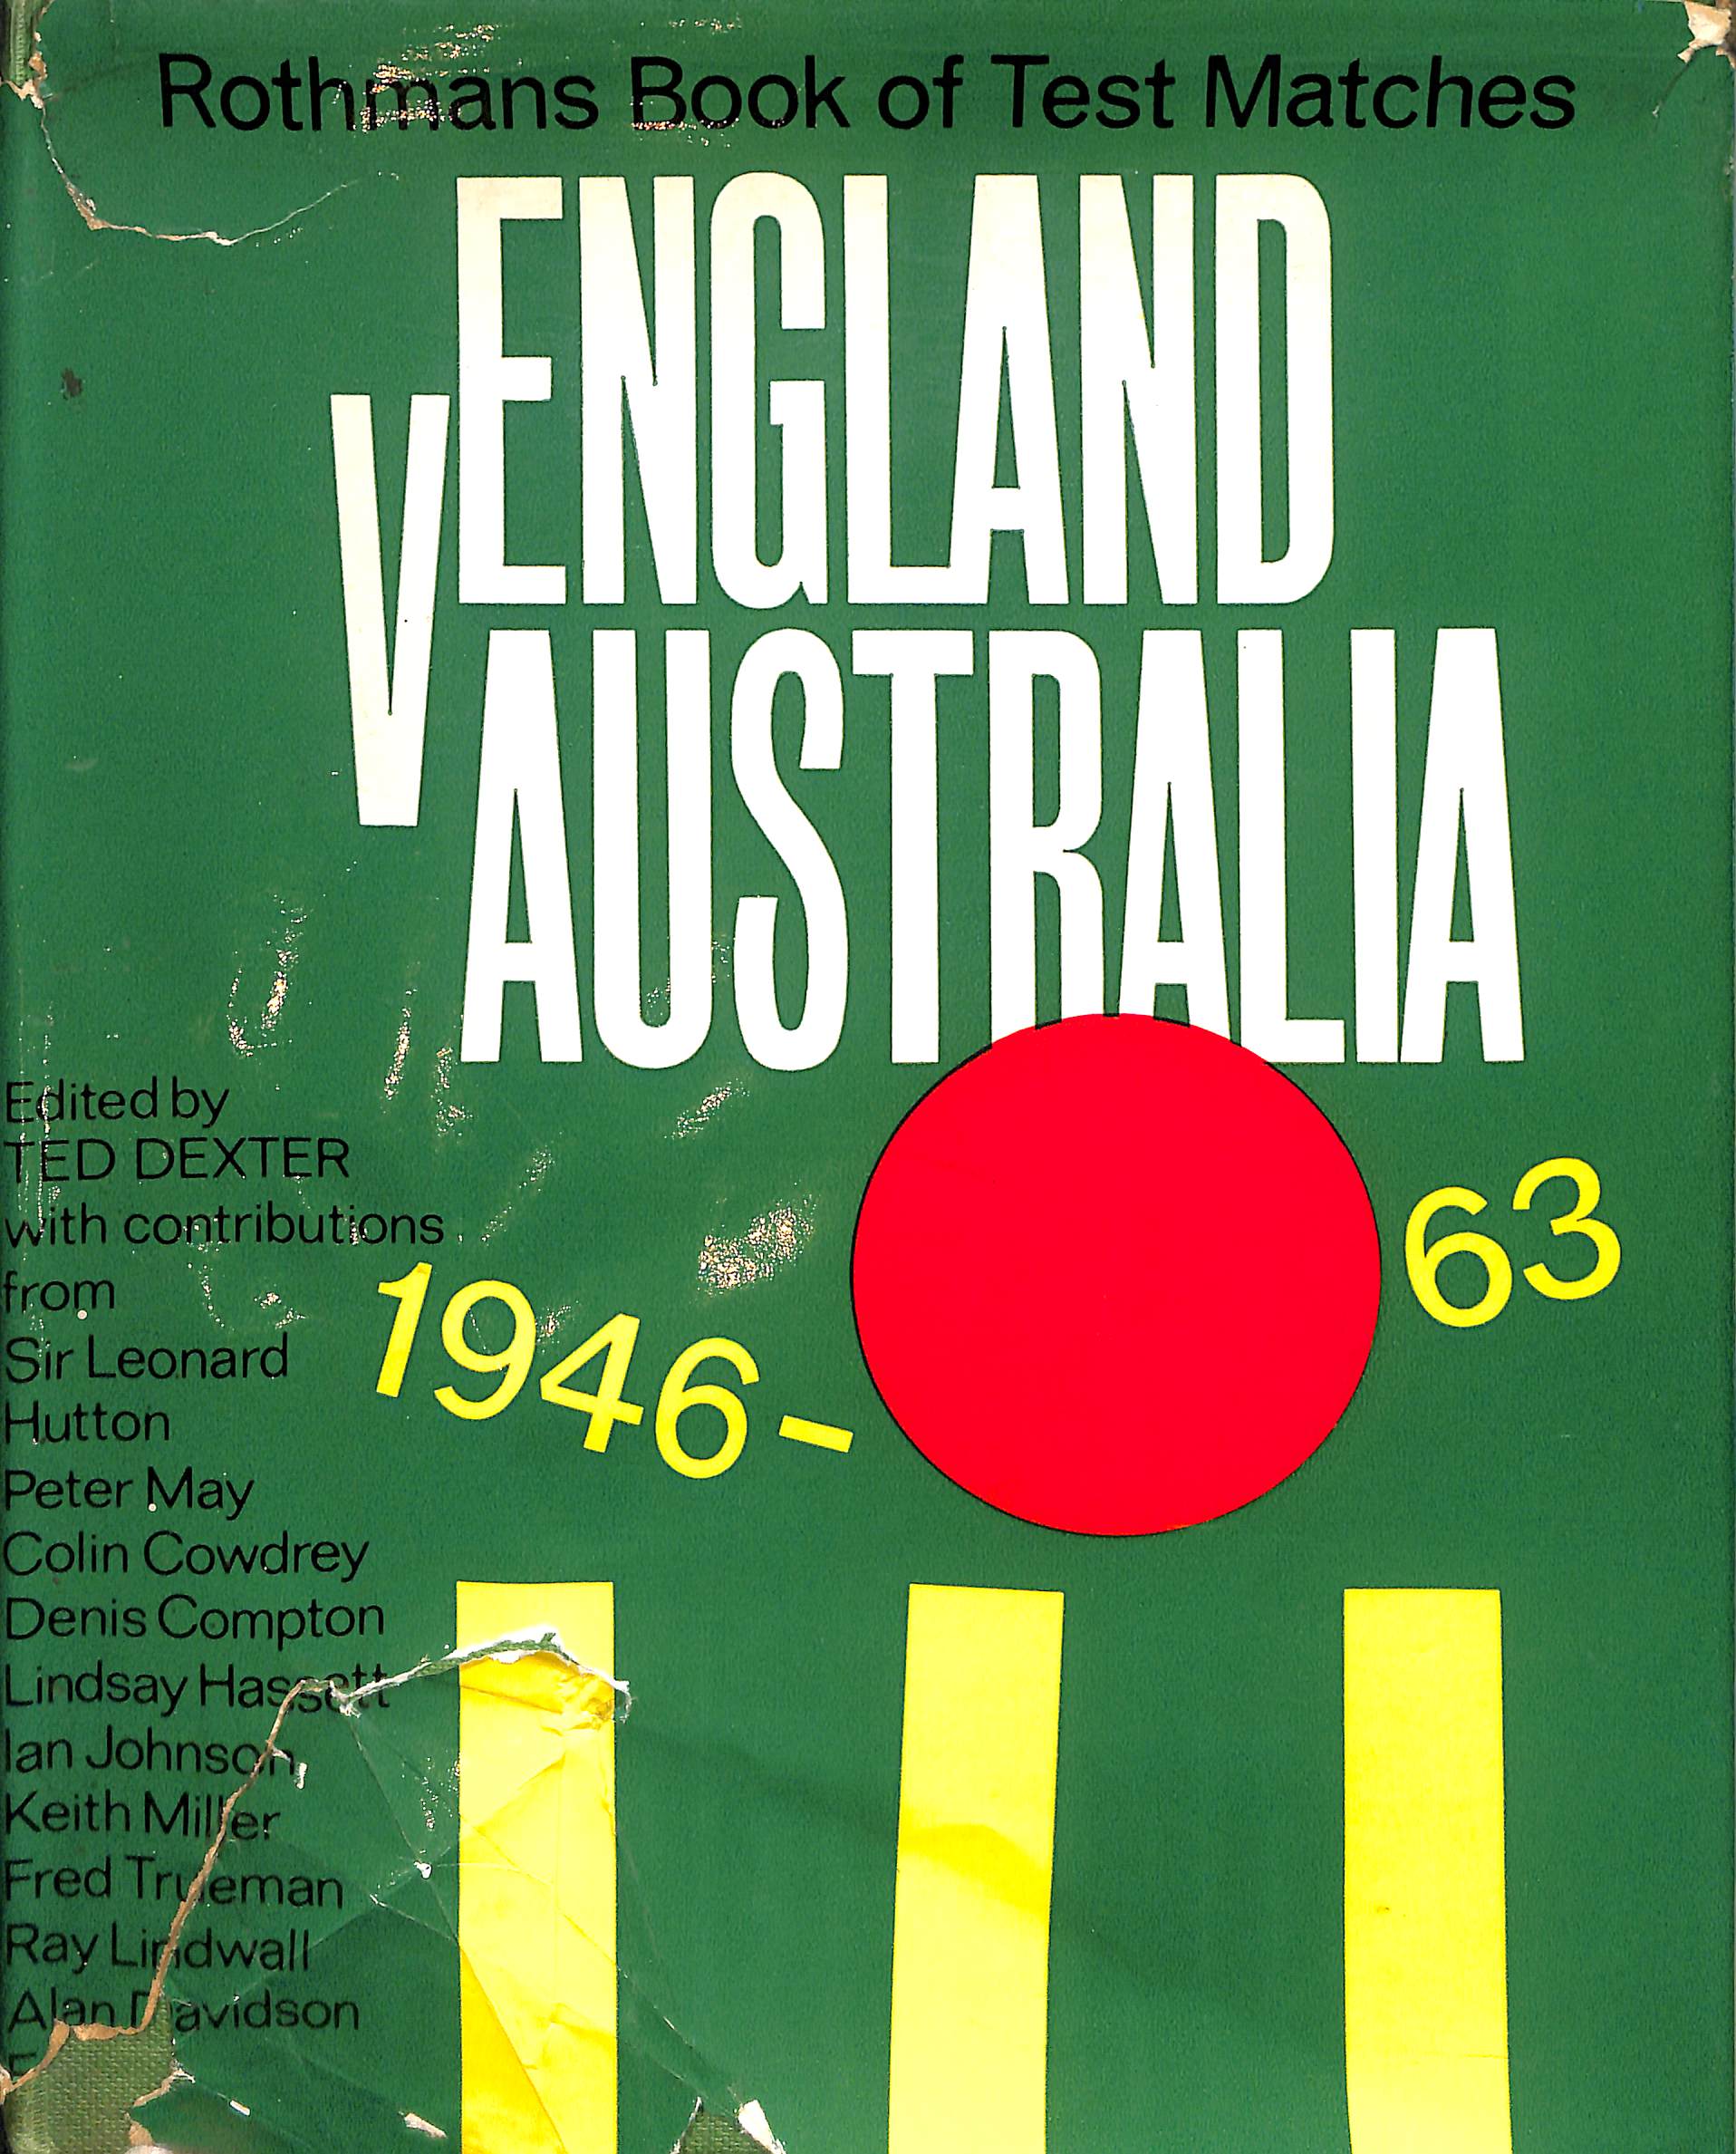 Rothmans Book of Test Matches
ENGLAND
V
AUSTRALIA
Edited by
TED DEXTER
with contributions
from
Sir Leonard
Hutton
Peter May
Colin Cowdrey
Denis Compton
Lindsay Hassett
Ian Johnson
Keith Miller
Fred Trueman
Ray Lindwall
Alan Davidson
1946–63